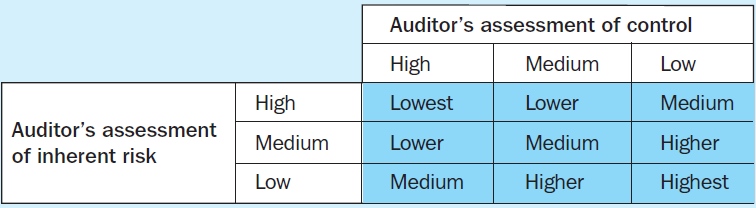 Auditor's assessment of control
High Medium Low
Auditor's assessment
of inherent risk
High Lowest Lower Medium
Medium Lower Medium Higher
Low Medium Higher Highest